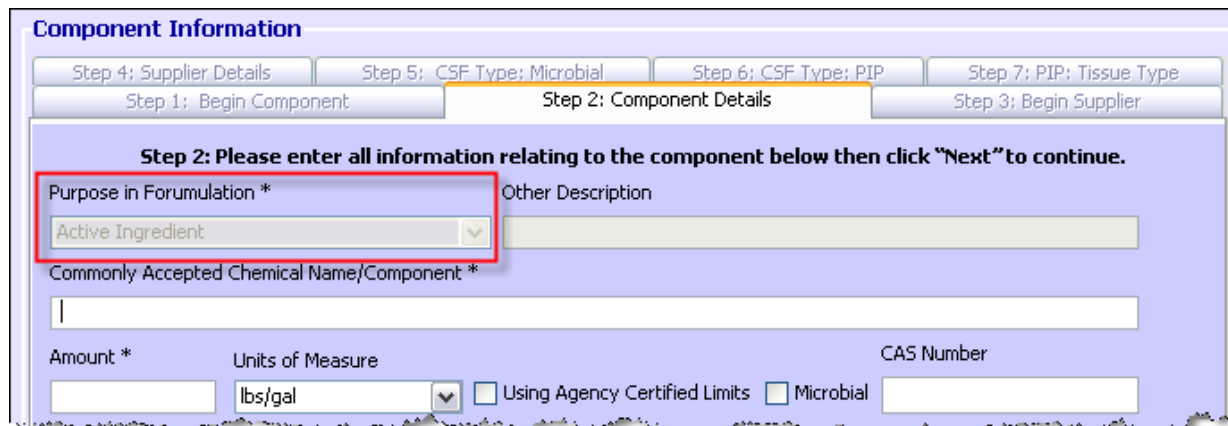 Component Information
Step 4: Supplier Details Step 5: CSF Type: Microbial Step 6: CSF Type: PIP Step 7: PIP: Tissue Type
Step 1: Begin Component Step 2: Component Details Step 3: Begin Supplier
Step 2: Please enter all information relating to the component below then click “Next” to continue.
Purpose in Forumulation * Other Description
Active Ingredient
Commonly Accepted Chemical Name/Component *
Amount * Units of Measure CAS Number
lbs/gal Using Agency Certified Limits Microbial